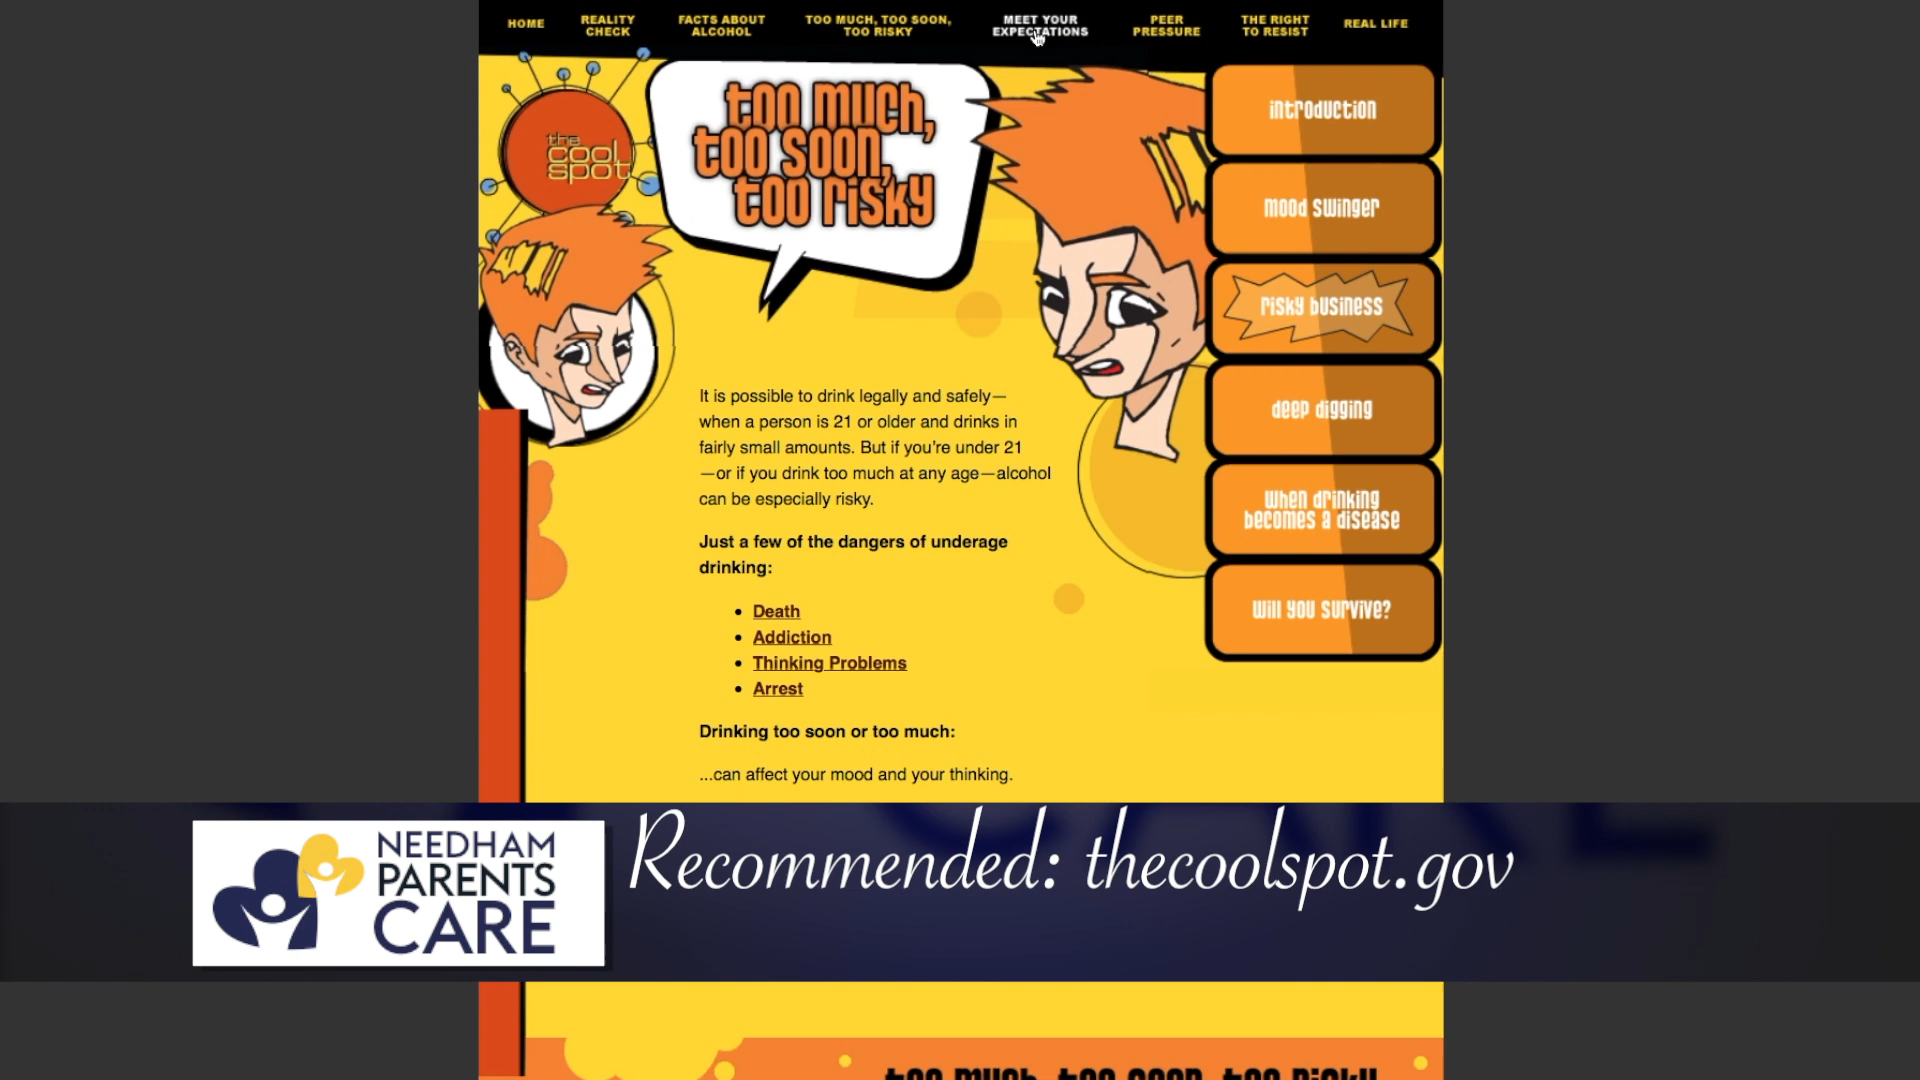 HOME
REALITY
CHECK
FACTS ABOUT
ALCOHOL
TOO MUCH, TOO SOON,
TOO RISKY
MEET YOUR
EXPECTATIONS
PEER
PRESSURE
THE RIGHT
TO RESIST
REAL LIFE
the
cool
spot
too much,
too soon,
too risky
introduction
mood swinger
risky business
deep digging
when drinking
becomes a disease
will you survive?
It is possible to drink legally and safely—
when a person is 21 or older and drinks in
fairly small amounts. But if you're under 21
—or if you drink too much at any age—alcohol
can be especially risky.
Just a few of the dangers of underage
drinking:
• Death
• Addiction
• Thinking Problems
• Arrest
Drinking too soon or too much:
...can affect your mood and your thinking.
NEEDHAM
PARENTS
CARE
Recommended: thecoolspot.gov
too much, too soon, too risky